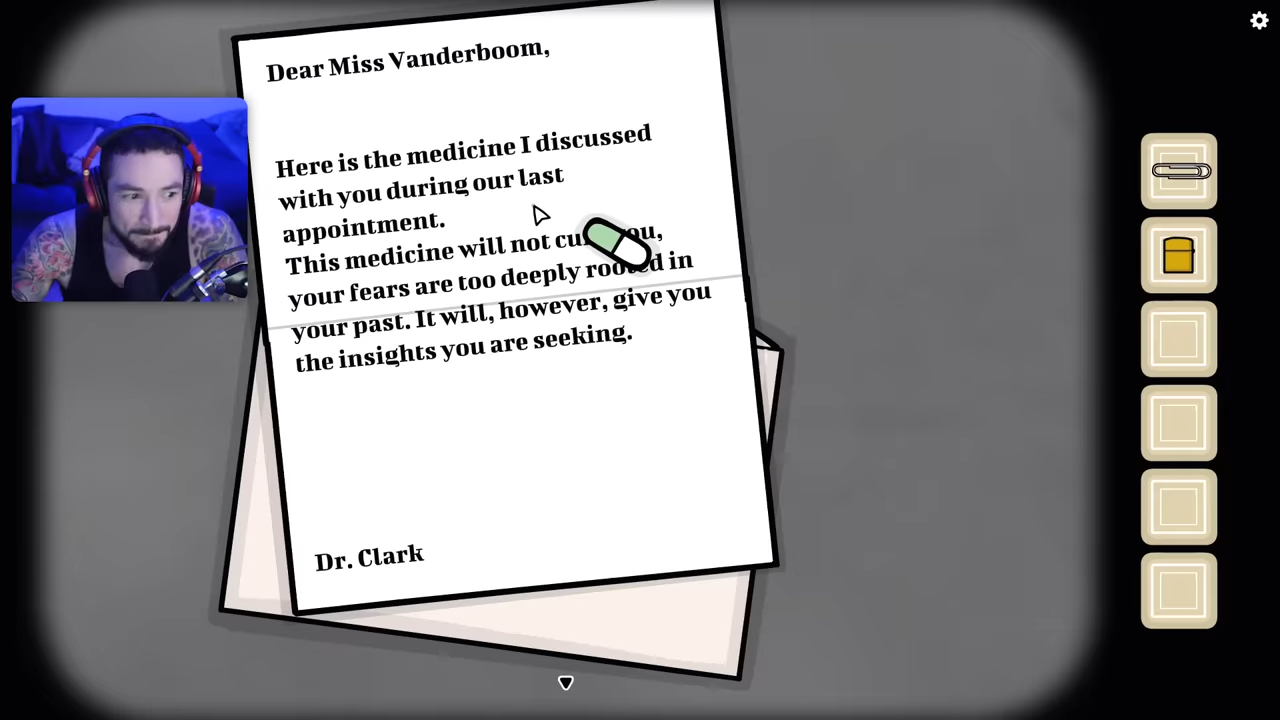 Dear Miss Vanderboom,
Here is the medicine I discussed
with you during our last
appointment.
This medicine will not you,
your fears are too deeply rooted in
your past. It will, however, give you
the insights you are seeking.
Dr. Clark